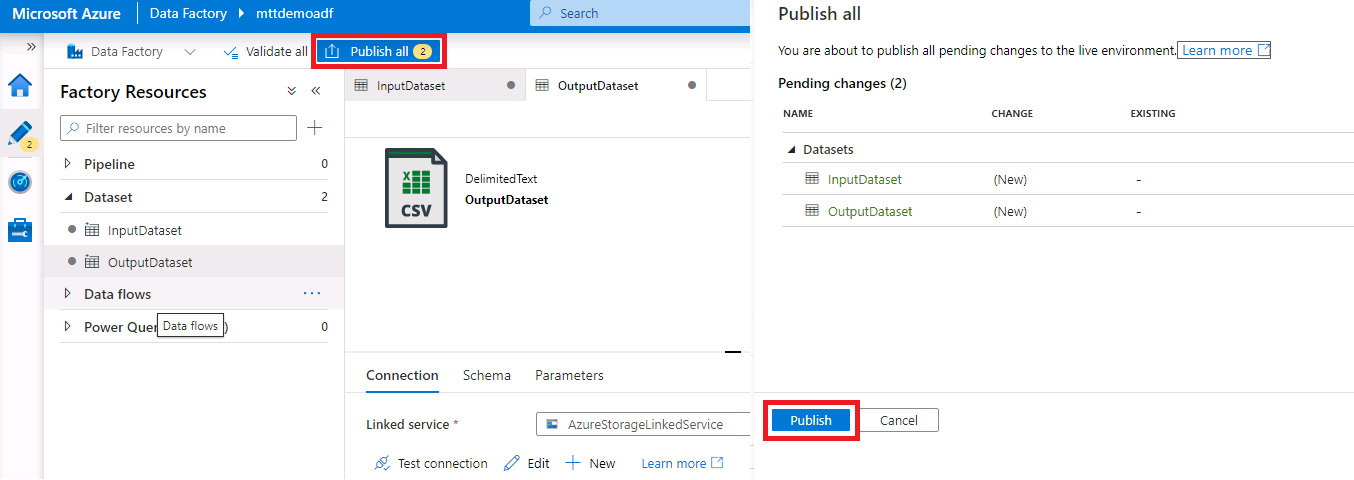 Microsoft Azure Data Factory mttdemoadf Search
Data Factory Validate all Publish all 2
Factory Resources
Filter resources by name
2
Pipeline 0
Dataset 2
InputDataset
OutputDataset
Data flows
Power Quer ) 0
Data flows
InputDataset OutputDataset
X
CSV
DelimitedText
OutputDataset
Connection Schema Parameters
Linked service *
AzureStorageLinkedService
Test connection Edit New Learn more
Publish all
You are about to publish all pending changes to the live environment. Learn more
Pending changes (2)
NAME CHANGE EXISTING
Datasets
InputDataset (New) -
OutputDataset (New) -
Publish Cancel